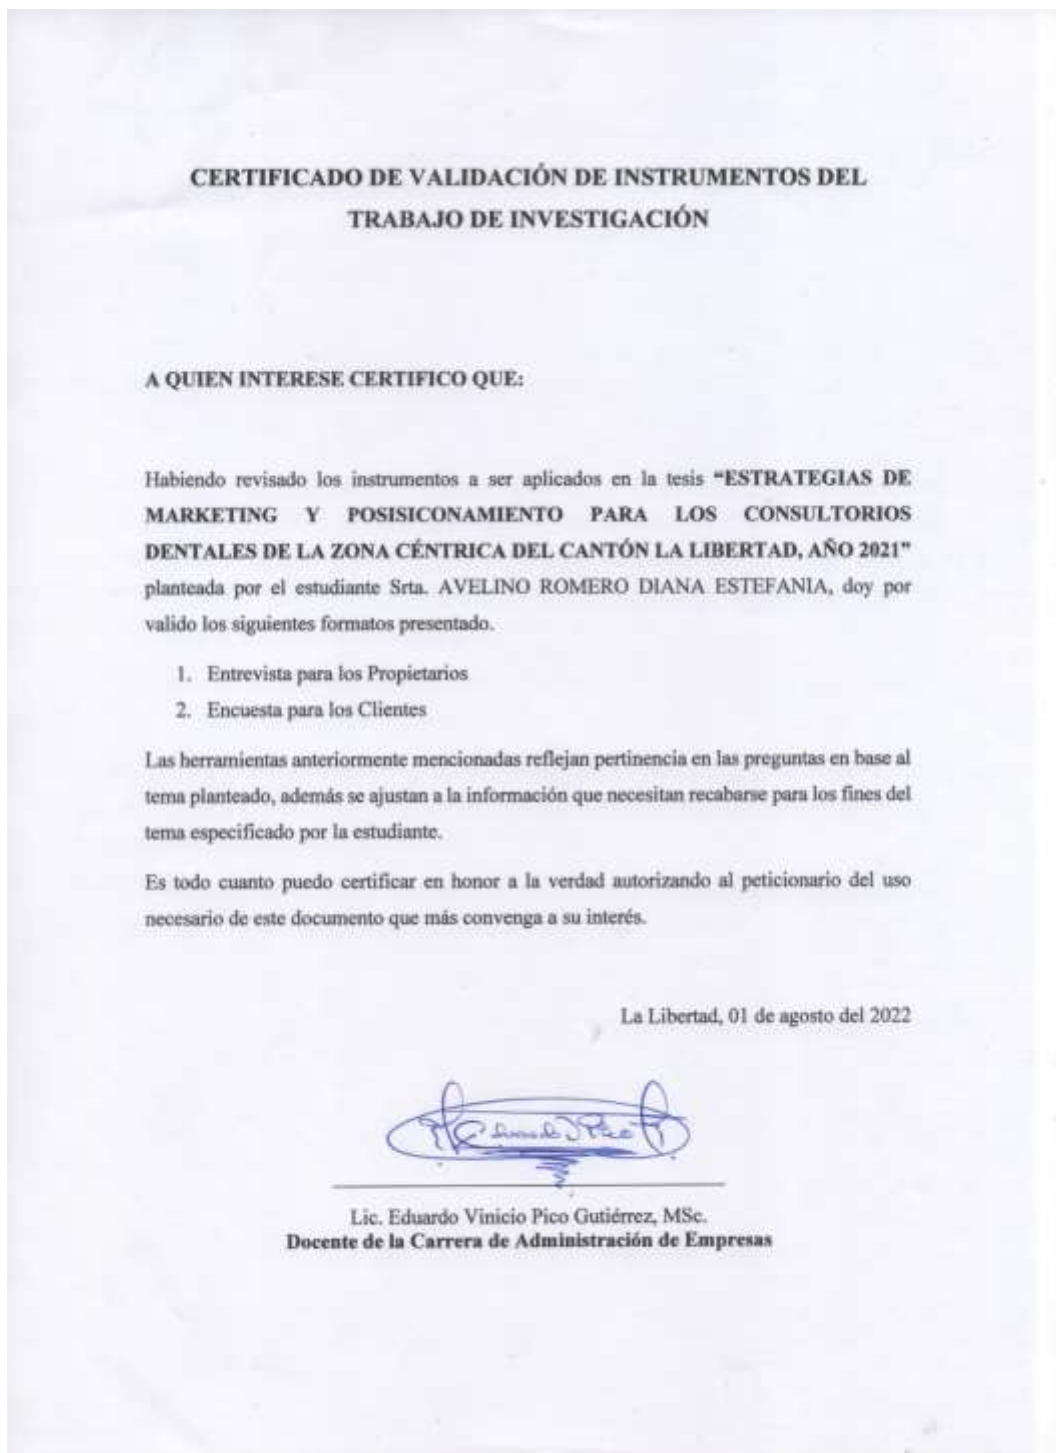 CERTIFICADO DE VALIDACIÓN DE INSTRUMENTOS DEL
TRABAJO DE INVESTIGACIÓN
A QUIEN INTERESE CERTIFICO QUE:
Habiendo revisado los instrumentos a ser aplicados en la tesis “ESTRATEGIAS DE
MARKETING Y POSISICONAMIENTO PARA LOS CONSULTORIOS
DENTALES DE LA ZONA CÉNTRICA DEL CANTÓN LA LIBERTAD, AÑO 2021”
planteada por el estudiante Srta. AVELINO ROMERO DIANA ESTEFANIA, doy por
valido los siguientes formatos presentado.
1. Entrevista para los Propietarios
2. Encuesta para los Clientes
Las herramientas anteriormente mencionadas reflejan pertinencia en las preguntas en base al
tema planteado, además se ajustan a la información que necesitan recabarse para los fines del
tema especificado por la estudiante.
Es todo cuanto puedo certificar en honor a la verdad autorizando al peticionario del uso
necesario de este documento que más convenga a su interés.
La Libertad, 01 de agosto del 2022
Lic. Eduardo Vinicio Pico Gutiérrez, MSc.
Docente de la Carrera de Administración de Empresas